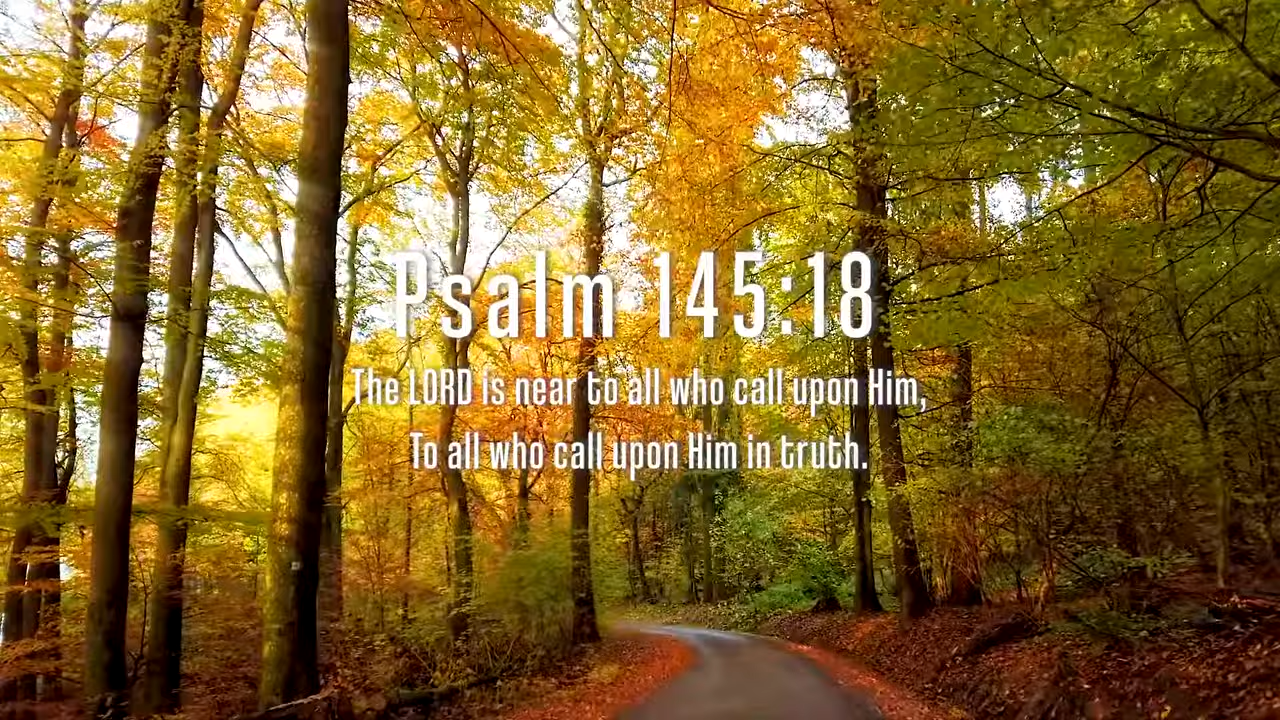 Psalm 145:18
The LORD is near to all who call upon Him,
To all who call upon Him in truth.